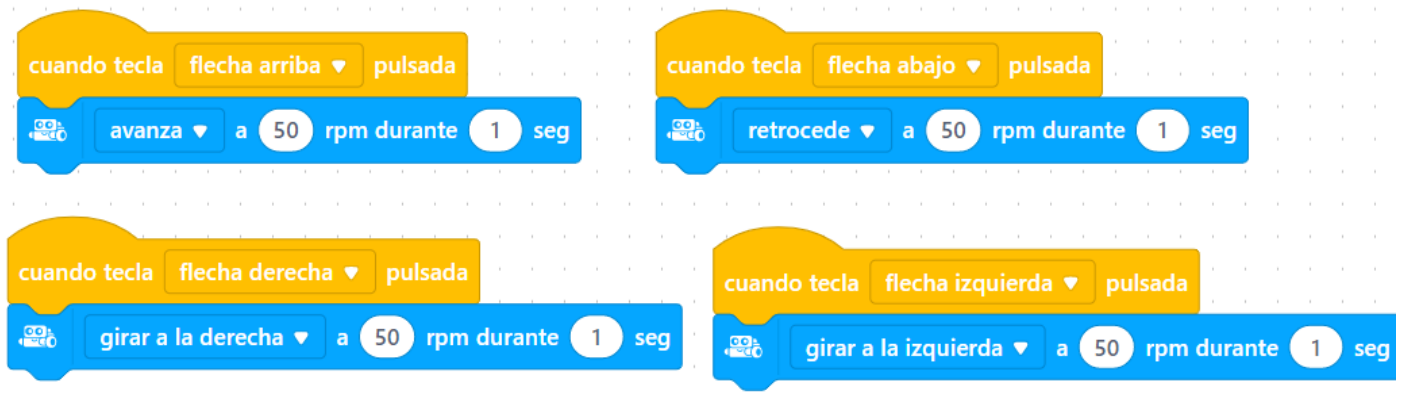 cuando tecla flecha arriba pulsada
avanza a 50 rpm durante 1 seg
cuando tecla flecha abajo pulsada
retrocede a 50 rpm durante 1 seg
cuando tecla flecha derecha pulsada
girar a la derecha a 50 rpm durante 1 seg
cuando tecla flecha izquierda pulsada
girar a la izquierda a 50 rpm durante 1 seg